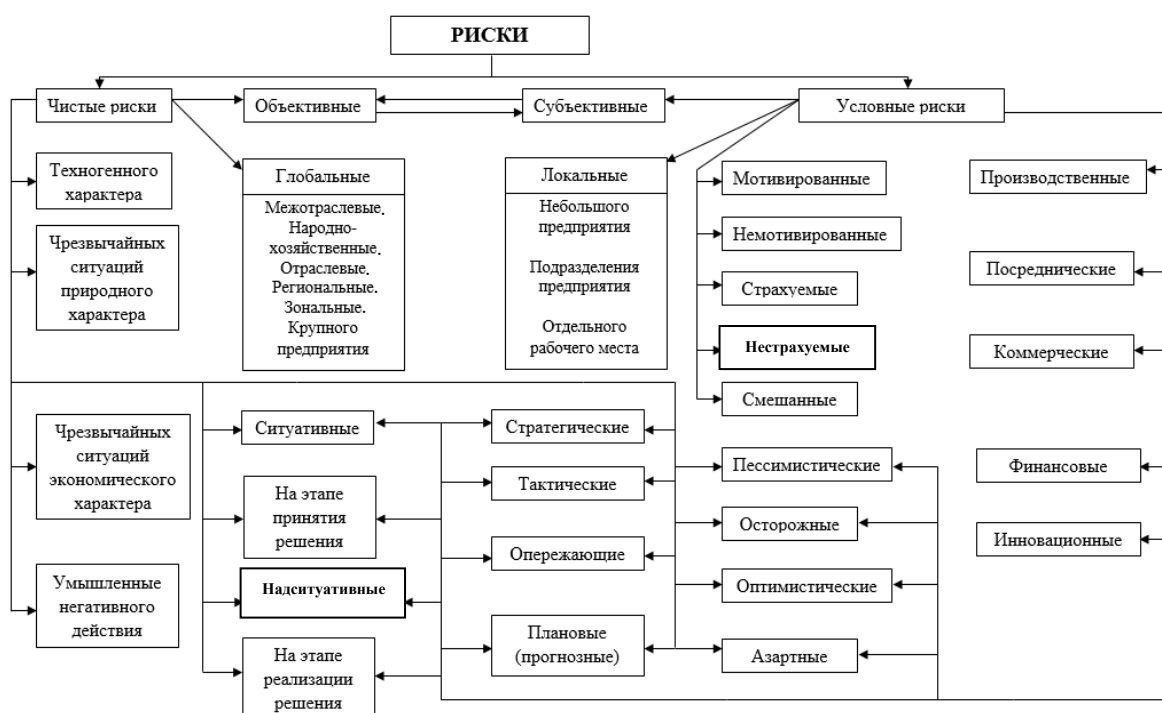 РИСКИ
Чистые риски
Объективные
Субъективные
Условные риски
Техногенного
характера
Чрезвычайных
ситуаций
природного
характера
Глобальные
Межотраслевые.
Народно-
хозяйственные.
Отраслевые.
Региональные.
Зональные.
Крупного
предприятия
Локальные
Небольшого
предприятия
Подразделения
предприятия
Отдельного
рабочего места
Мотивированные
Немотивированные
Страхуемые
Нестрахуемые
Смешанные
Производственные
Посреднические
Коммерческие
Финансовые
Инновационные
Чрезвычайных
ситуаций
экономического
характера
Умышленные
негативного
действия
Ситуативные
На этапе
принятия
решения
Надситуативные
На этапе
реализации
решения
Стратегические
Тактические
Опережающие
Плановые
(прогнозные)
Пессимистические
Осторожные
Оптимистические
Азартные